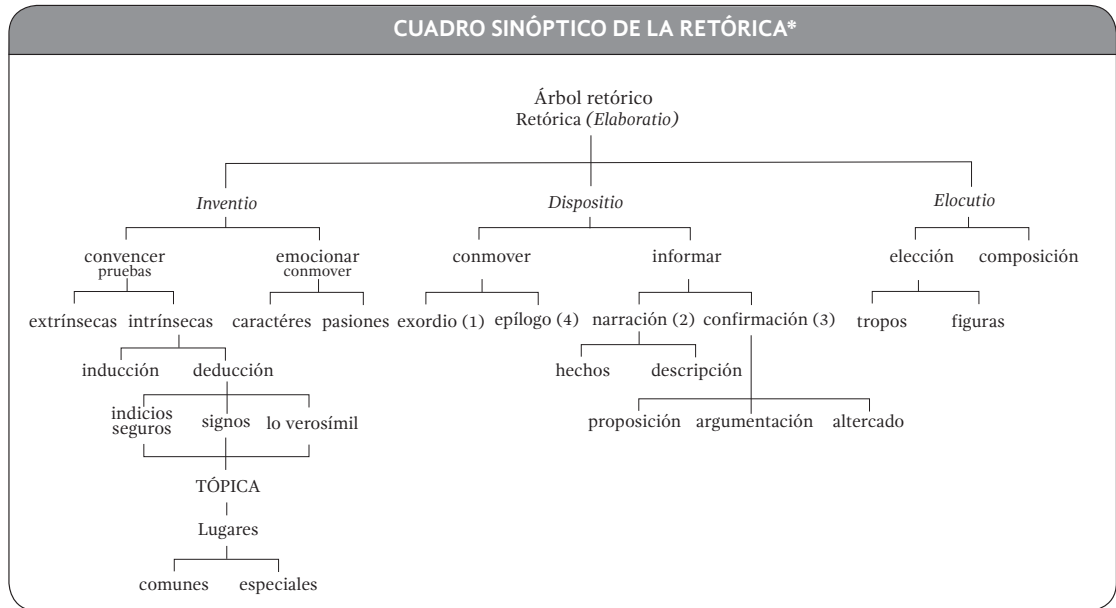 CUADRO SINÓPTICO DE LA RETÓRICA*
Árbol retórico
Retórica (Elaboratio)
Inventio Dispositio Elocutio
convencer emocionar conmover informar elección composición
pruebas conmover
extrínsecas intrínsecas caractéres pasiones exordio (1) epílogo (4) narración (2) confirmación (3) tropos figuras
inducción deducción hechos descripción
indicios signos lo verosímil proposición argumentación altercado
seguros
TÓPICA
Lugares
comunes especiales